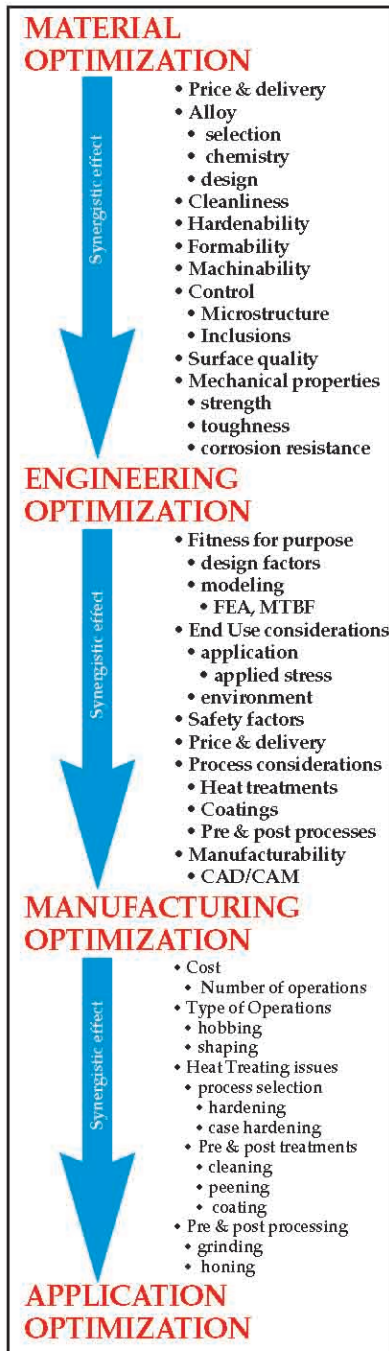 MATERIAL
OPTIMIZATION
Synergistic effect
• Price & delivery
• Alloy
• selection
• chemistry
• design
• Cleanliness
• Hardenability
• Formability
• Machinability
• Control
• Microstructure
• Inclusions
• Surface quality
• Mechanical properties
• strength
• toughness
• corrosion resistance
ENGINEERING
OPTIMIZATION
Synergistic effect
• Fitness for purpose
• design factors
• modeling
• FEA, MTBF
• End Use considerations
• application
• applied stress
• environment
• Safety factors
• Price & delivery
• Process considerations
• Heat treatments
• Coatings
• Pre & post processes
• Manufacturability
• CAD/CAM
MANUFACTURING
OPTIMIZATION
Synergistic effect
◆ Cost
◆ Number of operations
◆ Type of Operations
◆ hobbing
◆ shaping
◆ Heat Treating issues
◆ process selection
◆ hardening
◆ case hardening
◆ Pre & post treatments
◆ cleaning
◆ peening
◆ coating
◆ Pre & post processing
◆ grinding
◆ honing
APPLICATION
OPTIMIZATION